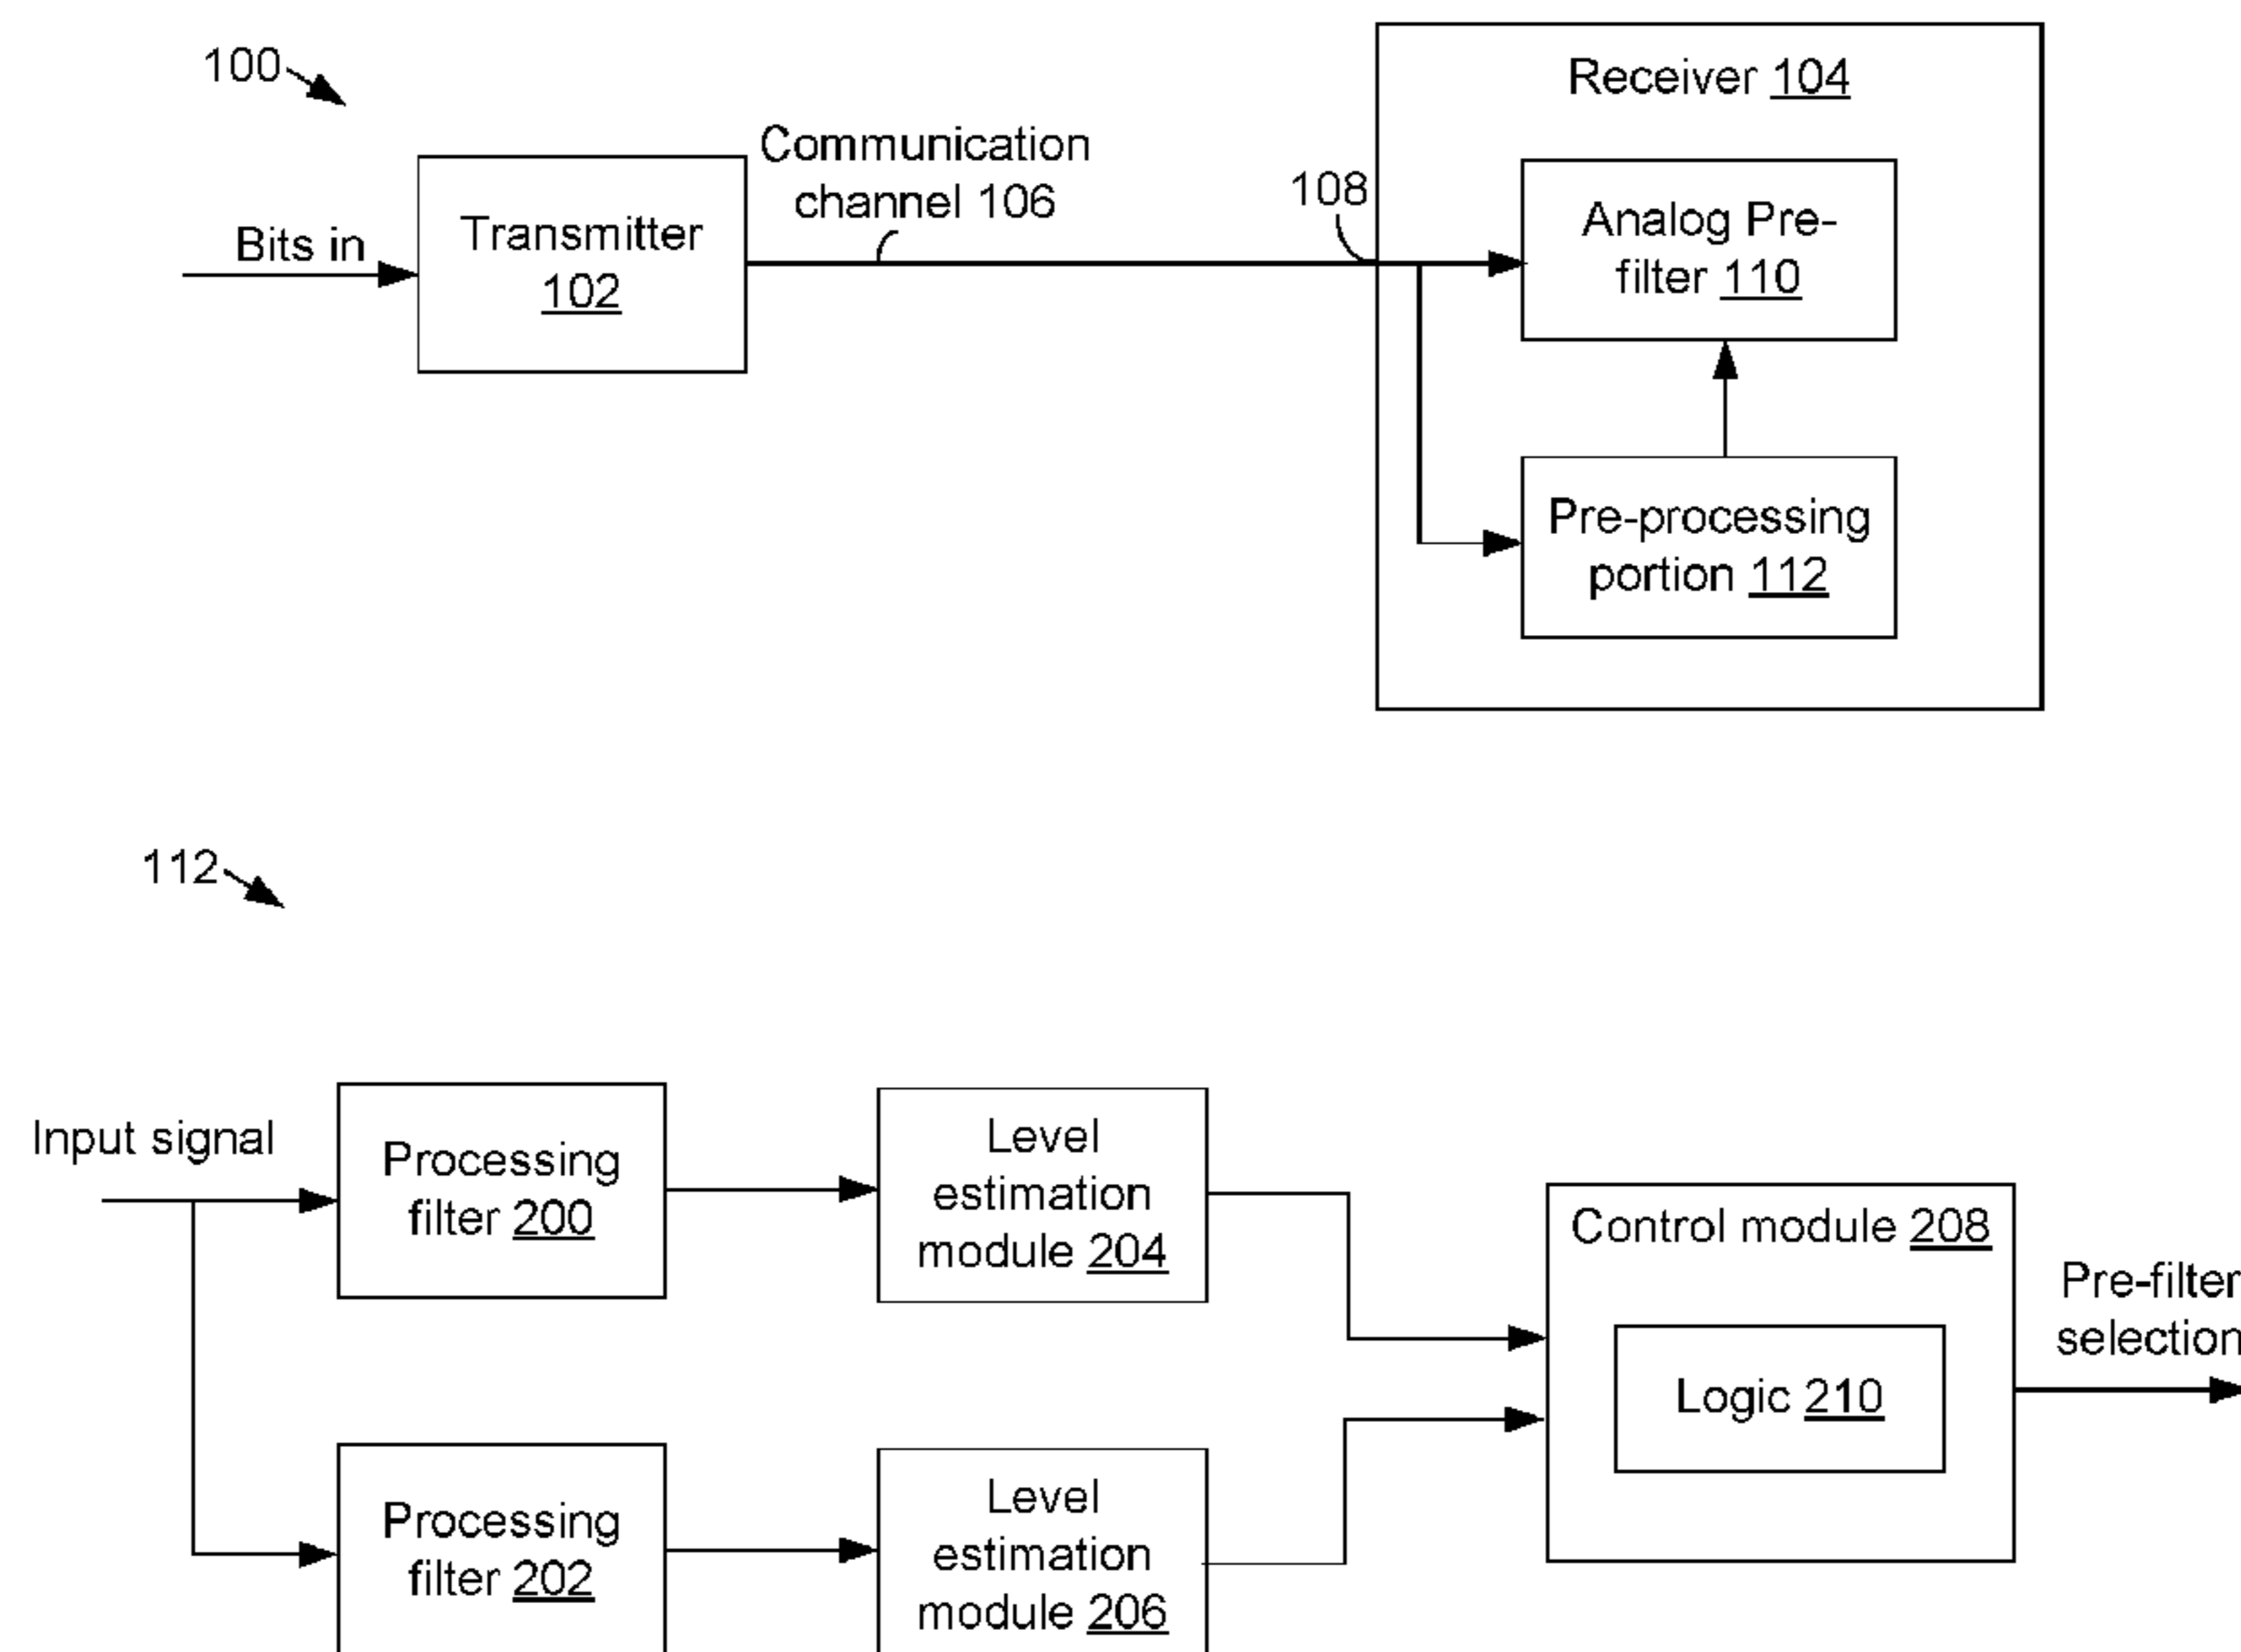 100
Receiver 104
Communication
channel 106
108
Bits in
Transmitter
102
Analog Pre-
filter 110
Pre-processing
portion 112
112
Input signal
Processing
filter 200
Level
estimation
module 204
Control module 208
Logic 210
Pre-filter
selection
Processing
filter 202
Level
estimation
module 206